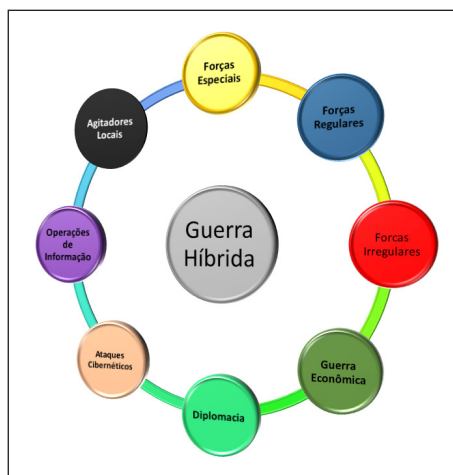 Forças
Especiais
Forças
Regulares
Forcas
Irregulares
Guerra
Econômica
Diplomacia
Ataques
Cibernéticos
Operações
de
Informação
Agitadores
Locais
Guerra
Híbrida